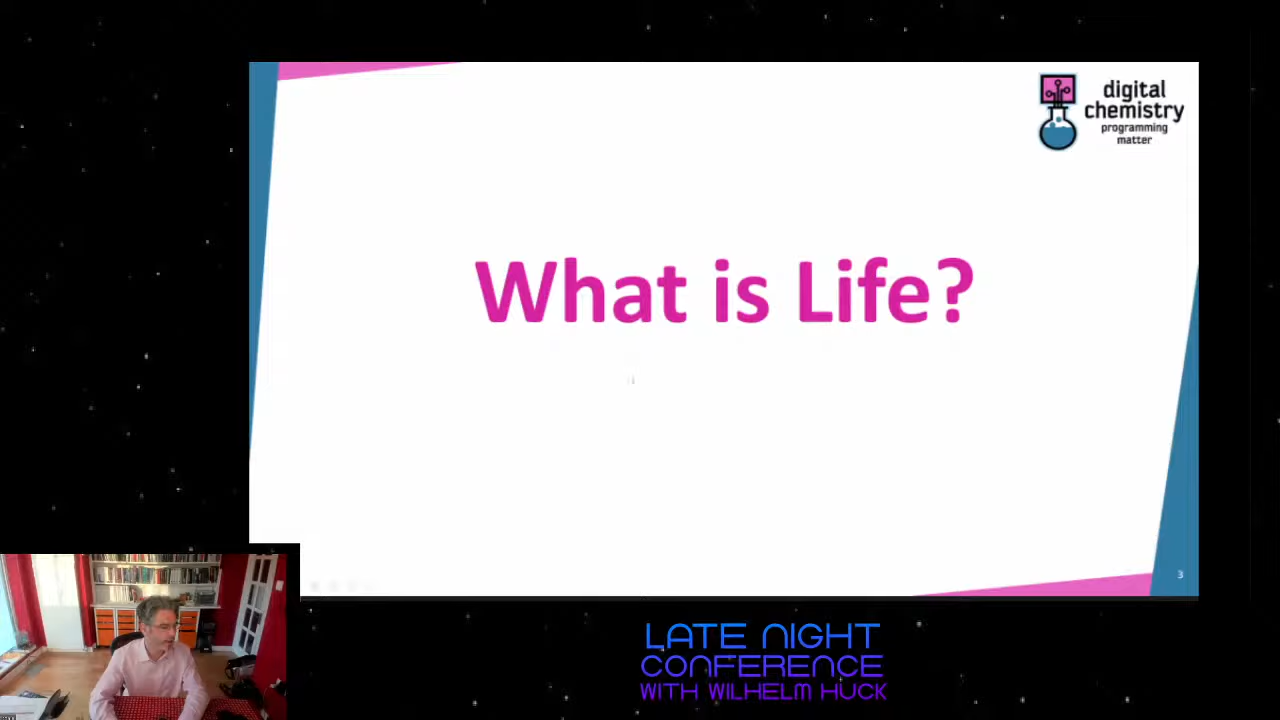 digital
chemistry
programming
matter
What is Life?
3
LATE NIGHT
CONFERENCE
WITH WILHELM HUCK